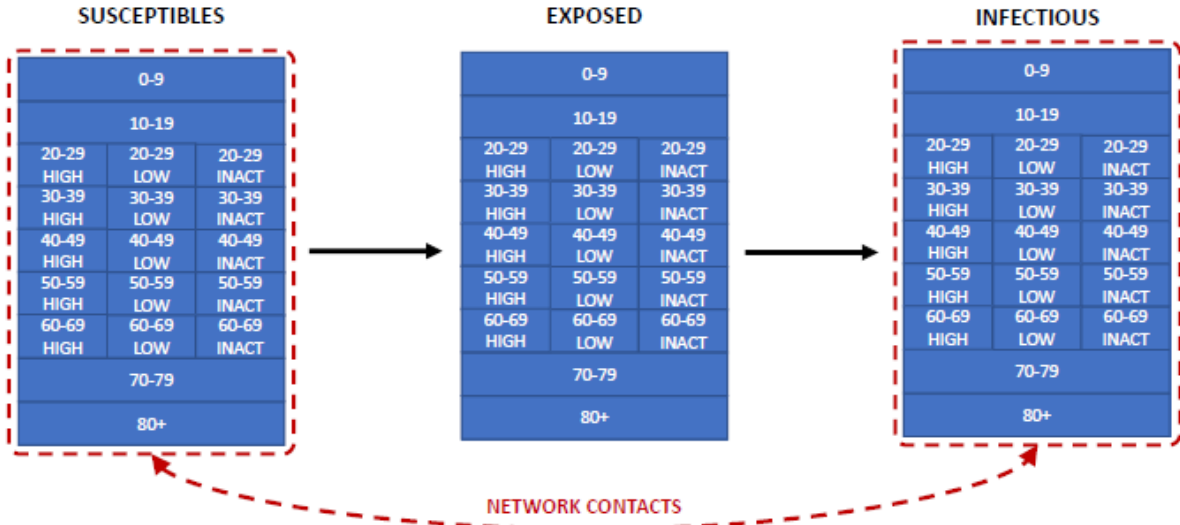 SUSCEPTIBLES
0-9
10-19
20-29 HIGH
20-29 LOW
20-29 INACT
30-39 HIGH
30-39 LOW
30-39 INACT
40-49 HIGH
40-49 LOW
40-49 INACT
50-59 HIGH
50-59 LOW
50-59 INACT
60-69 HIGH
60-69 LOW
60-69 INACT
70-79
80+
EXPOSED
0-9
10-19
20-29 HIGH
20-29 LOW
20-29 INACT
30-39 HIGH
30-39 LOW
30-39 INACT
40-49 HIGH
40-49 LOW
40-49 INACT
50-59 HIGH
50-59 LOW
50-59 INACT
60-69 HIGH
60-69 LOW
60-69 INACT
70-79
80+
INFECTIOUS
0-9
10-19
20-29 HIGH
20-29 LOW
20-29 INACT
30-39 HIGH
30-39 LOW
30-39 INACT
40-49 HIGH
40-49 LOW
40-49 INACT
50-59 HIGH
50-59 LOW
50-59 INACT
60-69 HIGH
60-69 LOW
60-69 INACT
70-79
80+
NETWORK CONTACTS